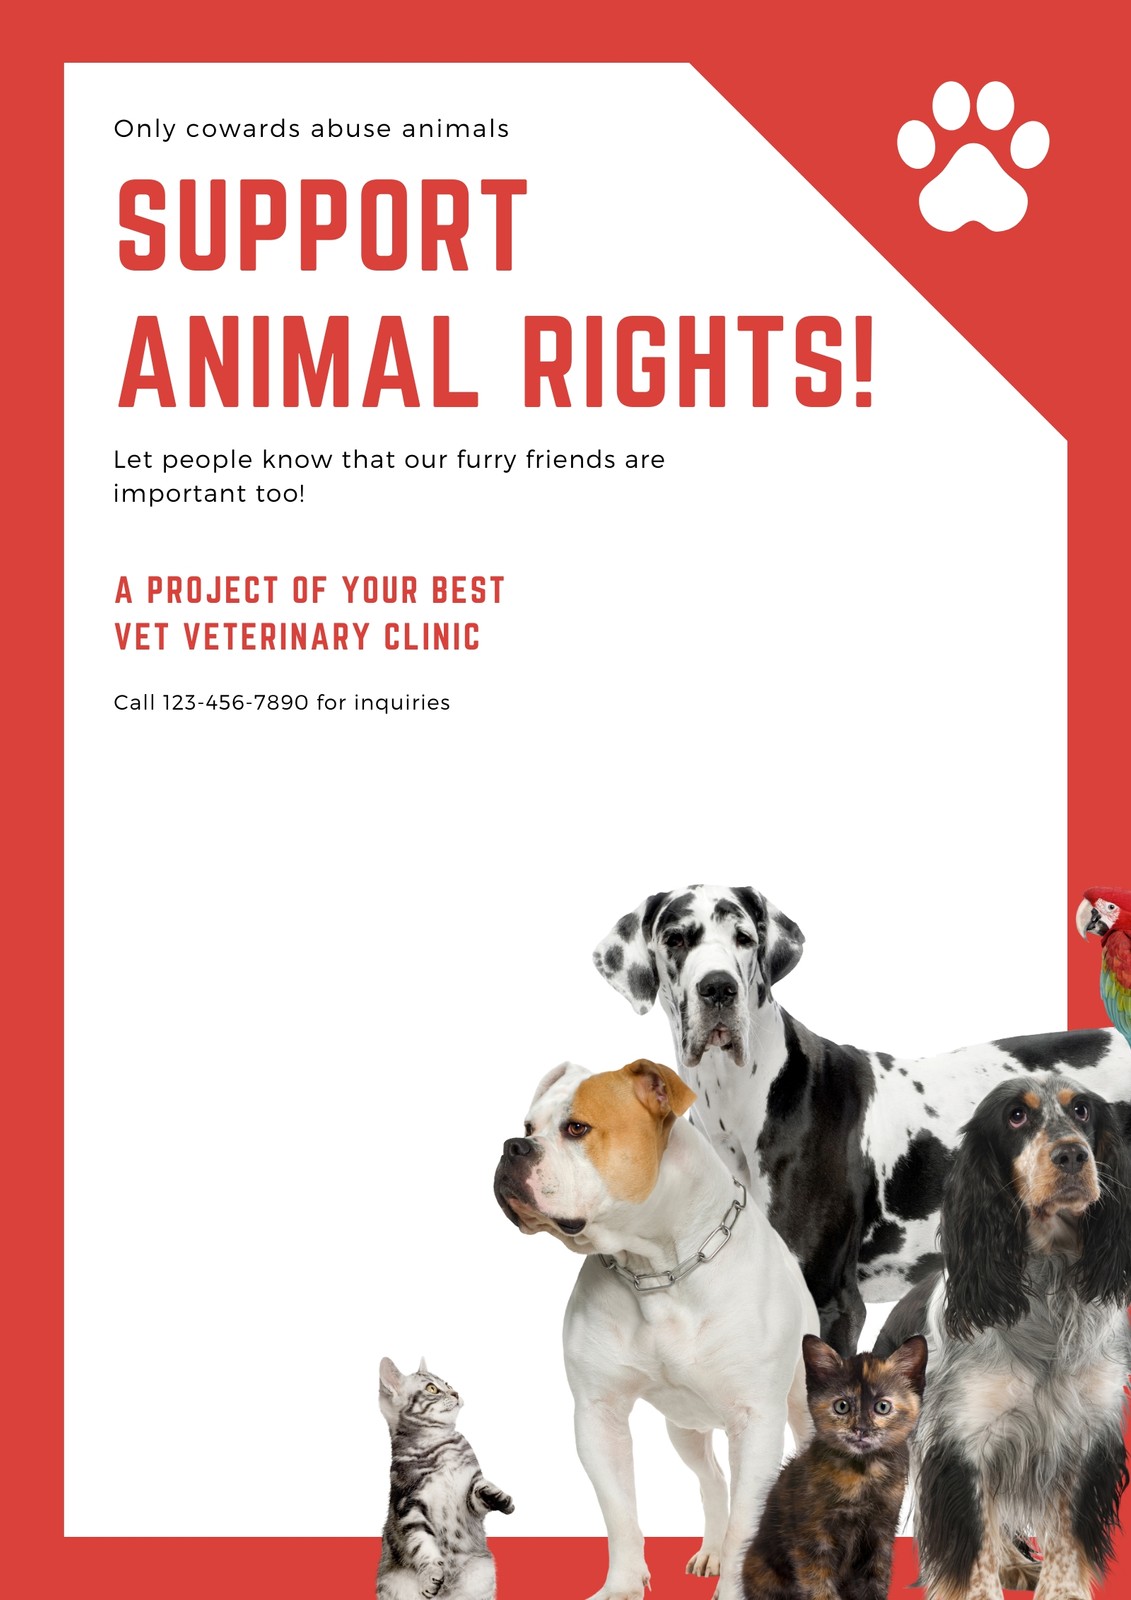 Only cowards abuse animals
SUPPORT
ANIMAL RIGHTS!
Let people know that our furry friends are
important too!
A PROJECT OF YOUR BEST
VET VETERINARY CLINIC
Call 123-456-7890 for inquiries